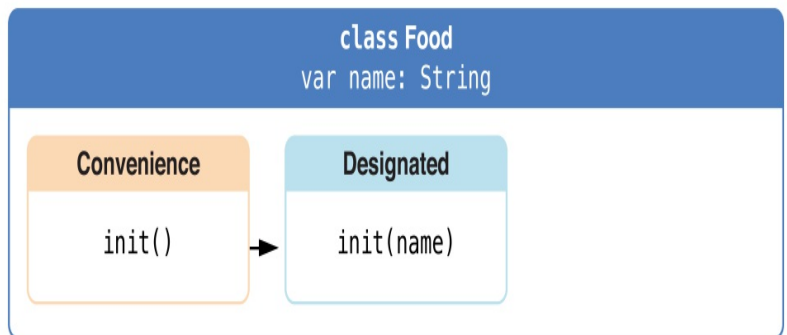 class Food
var name: String
Convenience
Designated
init()
init(name)